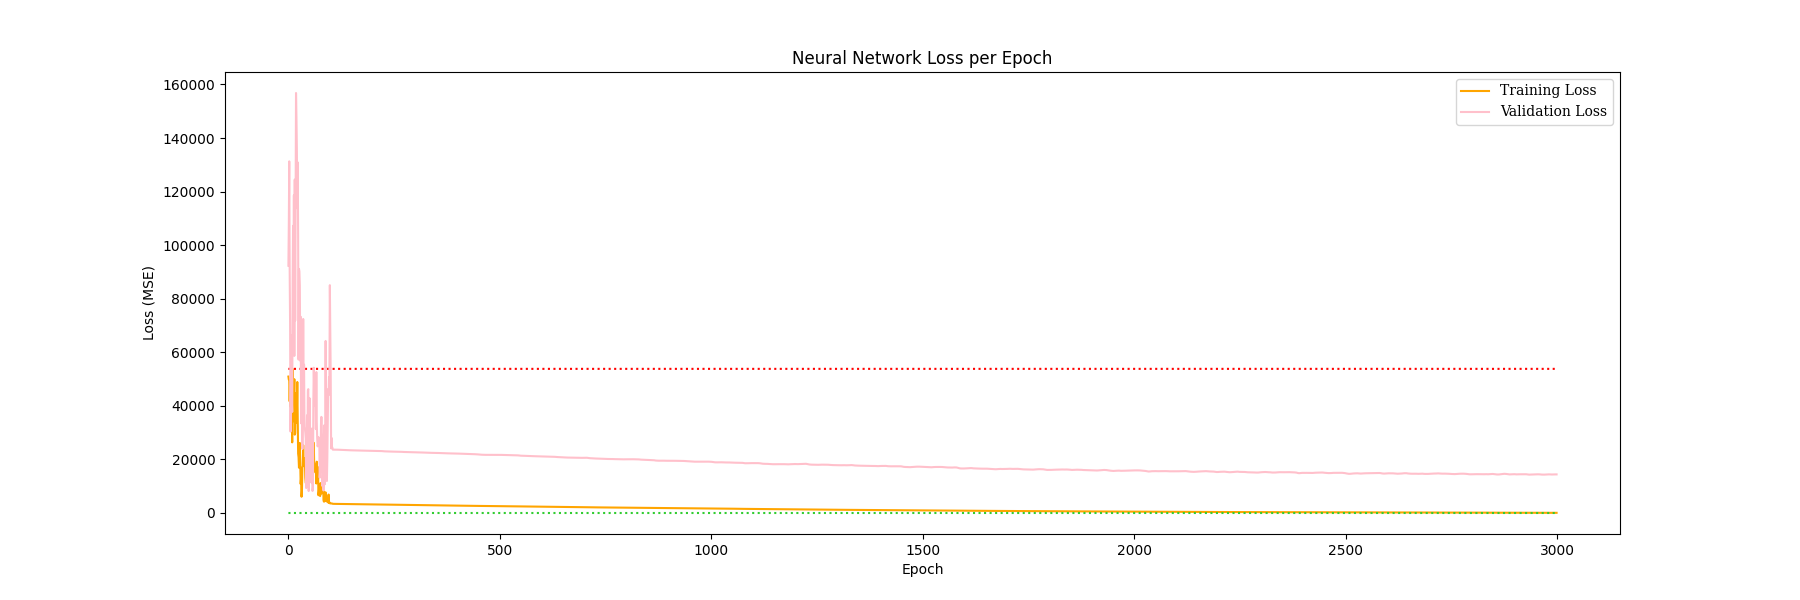 Neural Network Loss per Epoch
Training Loss
Validation Loss
160000
140000
120000
100000
80000
60000
40000
20000
0
Loss (MSE)
0 500 1000 1500 2000 2500 3000
Epoch